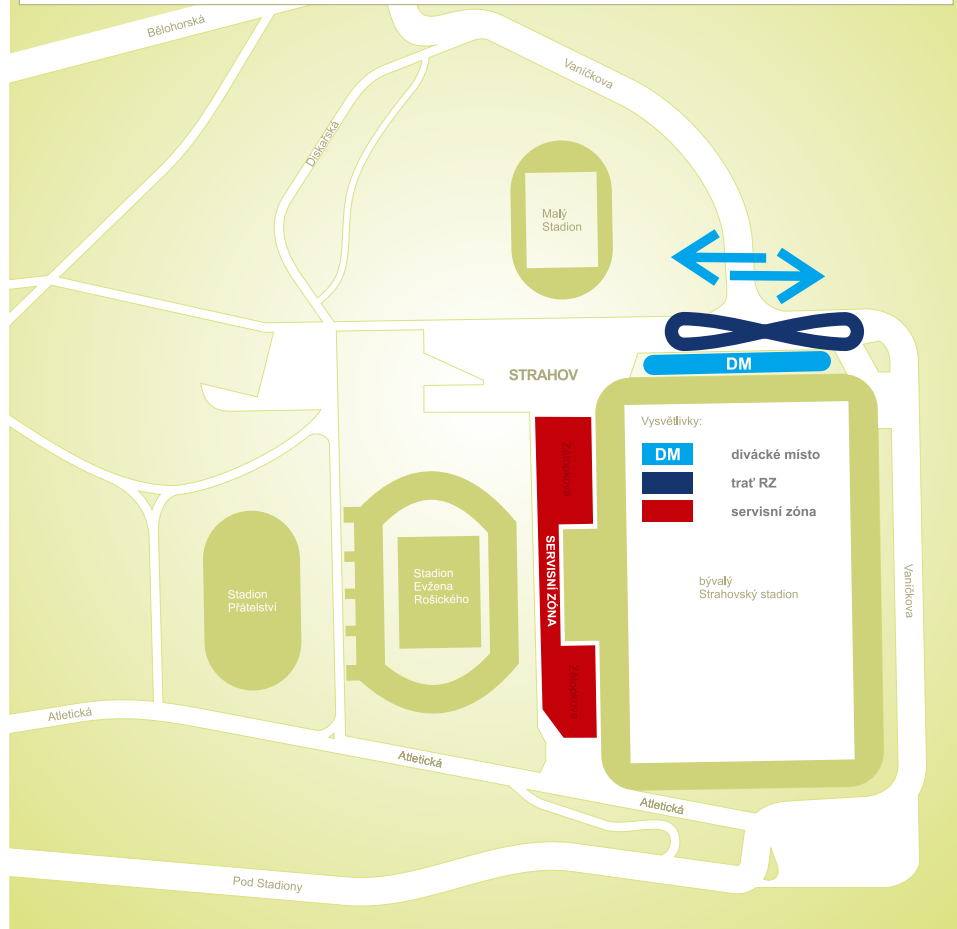 Bělohorská
Vaníčkova
Diskařská
Malý
Stadion
DM
STRAHOV
Vysvětlivky:
DM divácké místo
trať RZ
servisní zóna
Zátopkova
SERVISNÍ ZÓNA
Zátopkova
Stadion
Evžena
Rošického
Stadion
Přátelství
bývalý
Strahovský stadion
Vaníčkova
Atletická
Atletická
Atletická
Pod Stadiony